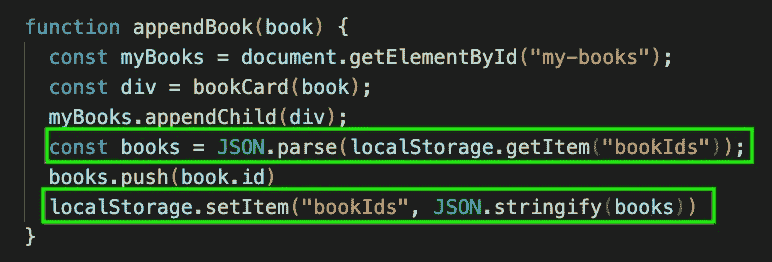 function appendBook(book) {
const myBooks = document.getElementById("my-books");
const div = bookCard(book);
myBooks.appendChild(div);
const books = JSON.parse(localStorage.getItem("bookIds"));
books.push(book.id)
localStorage.setItem("bookIds", JSON.stringify(books))
}